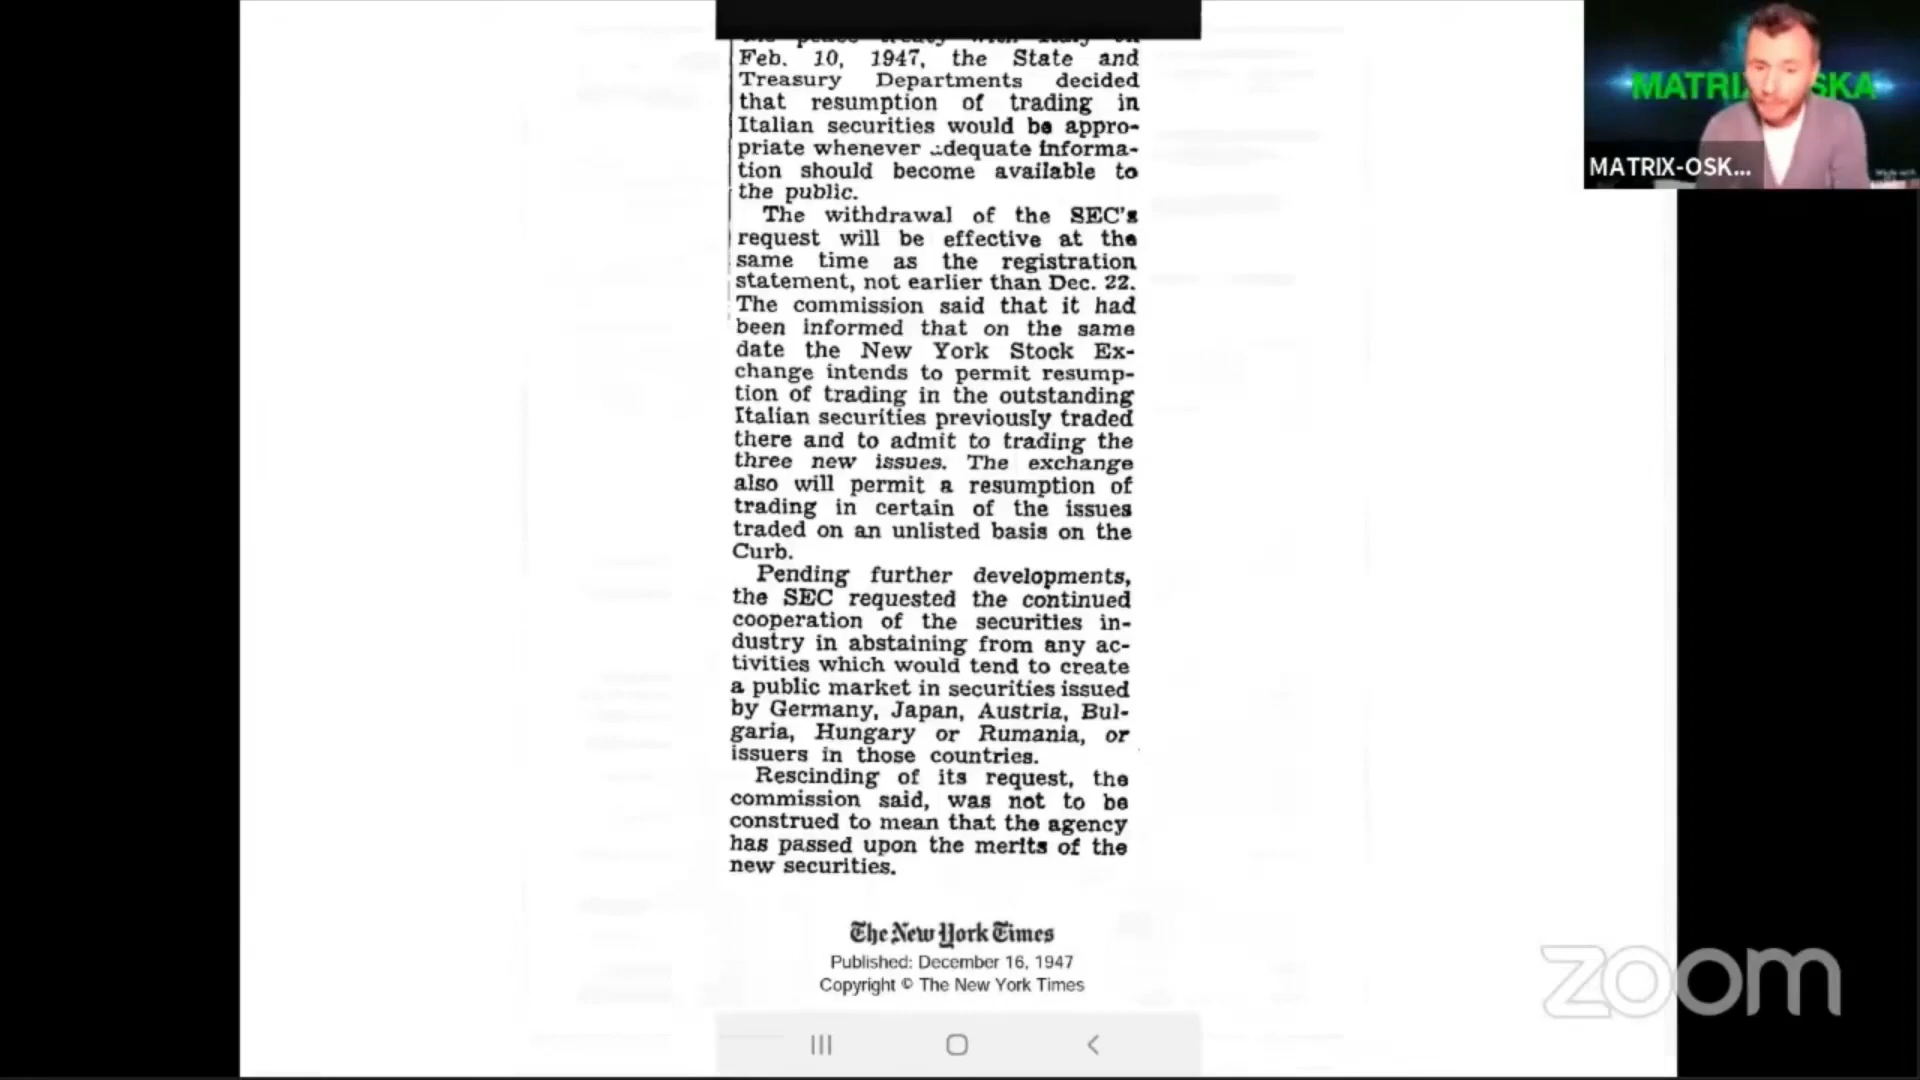 the peace treaty with Italy on
Feb. 10, 1947, the State and
Treasury Departments decided
that resumption of trading in
Italian securities would be appro-
priate whenever adequate informa-
tion should become available to
the public.
The withdrawal of the SEC's
request will be effective at the
same time as the registration
statement, not earlier than Dec. 22.
The commission said that it had
been informed that on the same
date the New York Stock Ex-
change intends to permit resump-
tion of trading in the outstanding
Italian securities previously traded
there and to admit to trading the
three new issues. The exchange
also will permit a resumption of
trading in certain of the issues
traded on an unlisted basis on the
Curb.
Pending further developments,
the SEC requested the continued
cooperation of the securities in-
dustry in abstaining from any ac-
tivities which would tend to create
a public market in securities issued
by Germany, Japan, Austria, Bul-
garia, Hungary or Rumania, or
issuers in those countries.
Rescinding of its request, the
commission said, was not to be
construed to mean that the agency
has passed upon the merits of the
new securities.
The New York Times
Published: December 16, 1947
Copyright © The New York Times
MATRI SKA
MATRIX-OSK...
zoom